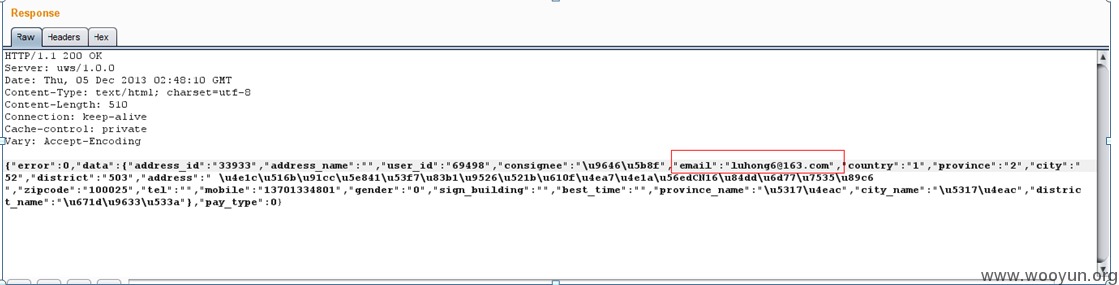 Response
Raw Headers Hex
HTTP/1.1 200 OK
Server: uws/1.0.0
Date: Thu, 05 Dec 2013 02:48:10 GMT
Content-Type: text/html; charset=utf-8
Content-Length: 510
Connection: keep-alive
Cache-control: private
Vary: Accept-Encoding
{"error":0,"data":{"address_id":"33933","address_name":"","user_id":"69498","consignee":"\u9646\u5b8f","email":"luhong6@163.com","country":"1","province":"2","city":"
52","district":"503","address":" \u4e1c\u516b\u91cc\u5e84\u53f7\u83b1\u9526\u521b\u610f\u4ea7\u4e1a\u56edCN16\u84dd\u6d77\u7535\u89c6
","zipcode":"100025","tel":"","mobile":"13701334801","gender":"0","sign_building":"","best_time":"","province_name":"\u5317\u4eac","city_name":"\u5317\u4eac","distric
t_name":"\u671d\u9633\u533a"},"pay_type":0}
www.wooyun.org